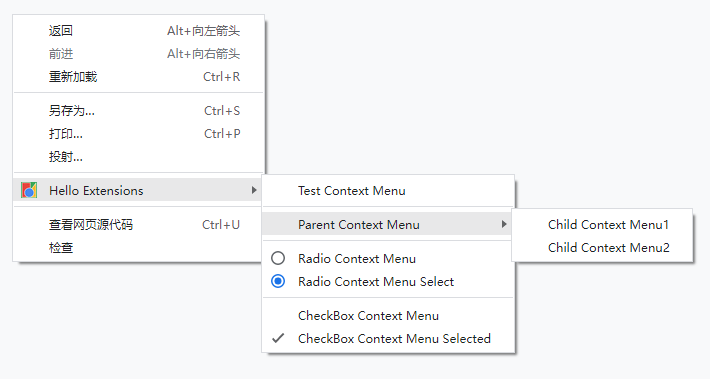 返回 Alt+向左箭头
前进 Alt+向右箭头
重新加载 Ctrl+R
另存为... Ctrl+S
打印... Ctrl+P
投射...
Hello Extensions
查看网页源代码 Ctrl+U
检查
Test Context Menu
Parent Context Menu
Radio Context Menu
Radio Context Menu Select
CheckBox Context Menu
CheckBox Context Menu Selected
Child Context Menu1
Child Context Menu2